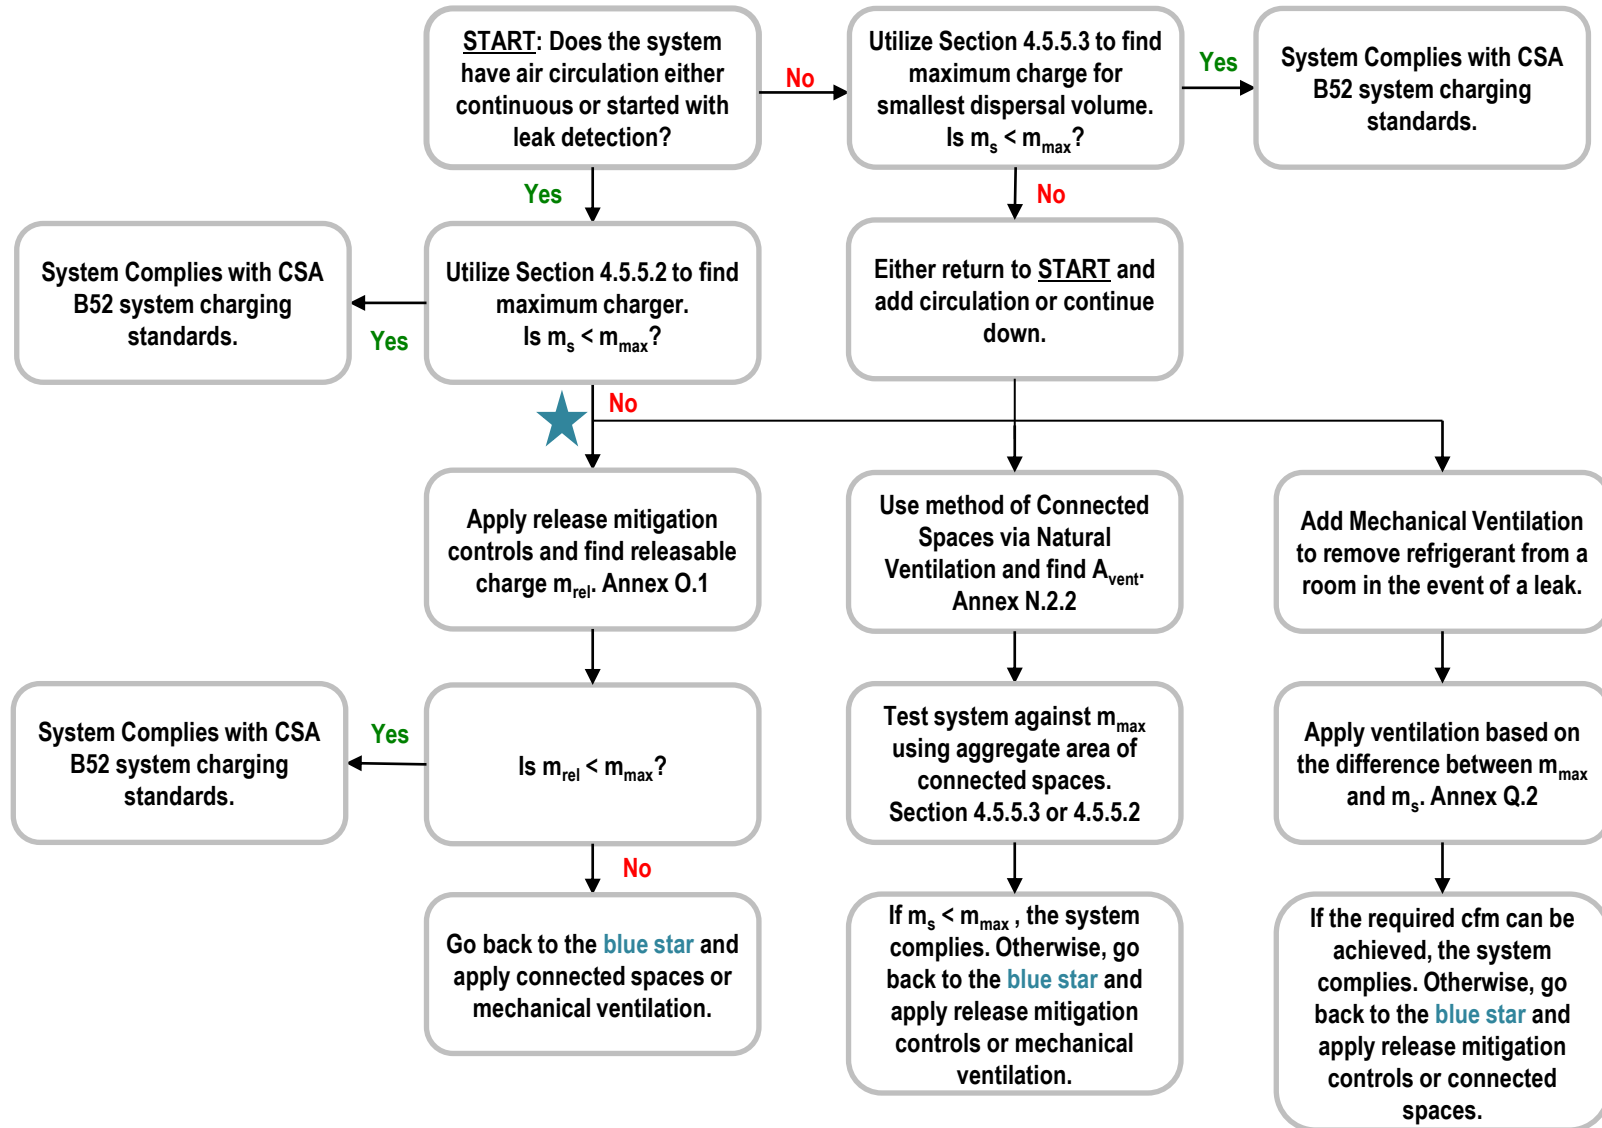 START: Does the system
have air circulation either
continuous or started with
leak detection?
No
Utilize Section 4.5.5.3 to find
maximum charge for
smallest dispersal volume.
Is mₛ < mₘₐₓ?
Yes
System Complies with CSA
B52 system charging
standards.
Yes
No
System Complies with CSA
B52 system charging
standards.
Yes
Utilize Section 4.5.5.2 to find
maximum charger.
Is mₛ < mₘₐₓ?
Either return to START and
add circulation or continue
down.
No
Apply release mitigation
controls and find releasable
charge mᵣₑₗ. Annex O.1
Use method of Connected
Spaces via Natural
Ventilation and find Aᵥₑₙₜ.
Annex N.2.2
Add Mechanical Ventilation
to remove refrigerant from a
room in the event of a leak.
System Complies with CSA
B52 system charging
standards.
Yes
Is mᵣₑₗ < mₘₐₓ?
Test system against mₘₐₓ
using aggregate area of
connected spaces.
Section 4.5.5.3 or 4.5.5.2
Apply ventilation based on
the difference between mₘₐₓ
and mₛ. Annex Q.2
No
Go back to the blue star and
apply connected spaces or
mechanical ventilation.
If mₛ < mₘₐₓ , the system
complies. Otherwise, go
back to the blue star and
apply release mitigation
controls or mechanical
ventilation.
If the required cfm can be
achieved, the system
complies. Otherwise, go
back to the blue star and
apply release mitigation
controls or connected
spaces.